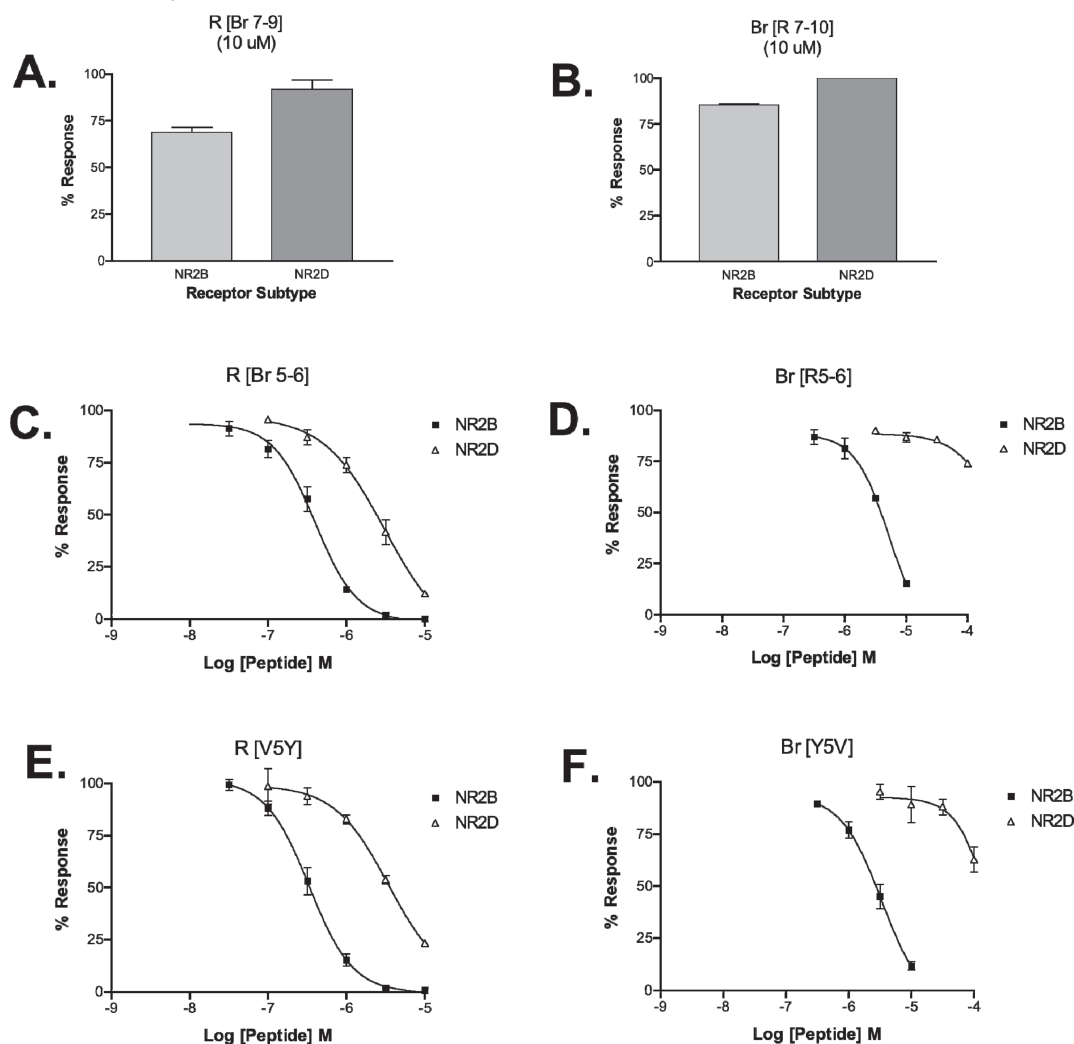 R [Br 7-9]
(10 uM)
A.
% Response
100
75
50
25
0
NR2B
NR2D
Receptor Subtype
Br [R 7-10]
(10 uM)
B.
% Response
100
75
50
25
0
NR2B
NR2D
Receptor Subtype
R [Br 5-6]
C.
% Response
100
75
50
25
0
-9
-8
-7
-6
-5
Log [Peptide] M
NR2B
NR2D
Br [R5-6]
D.
% Response
100
75
50
25
0
-9
-8
-7
-6
-5
-4
Log [Peptide] M
NR2B
NR2D
R [V5Y]
E.
% Response
100
75
50
25
0
-9
-8
-7
-6
-5
Log [Peptide] M
NR2B
NR2D
Br [Y5V]
F.
% Response
100
75
50
25
0
-9
-8
-7
-6
-5
-4
Log [Peptide] M
NR2B
NR2D